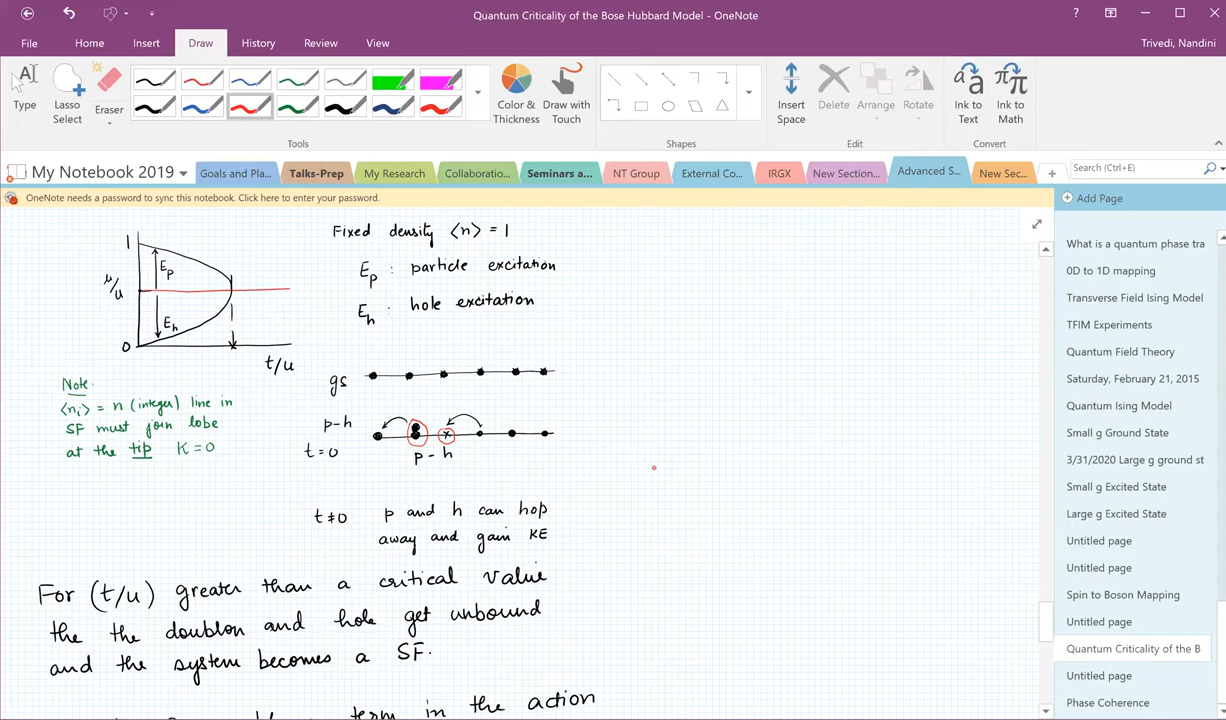 Quantum Criticality of the Bose Hubbard Model - OneNote
?
File
Home
Insert
Draw
History
Review
View
Trivedi, Nandini
Type
Lasso Select
Eraser
Color & Thickness
Draw with Touch
Insert Space
Delete
Arrange
Rotate
Ink to Text
Ink to Math
Tools
Shapes
Edit
Convert
My Notebook 2019
Goals and Pla...
Talks-Prep
My Research
Collaboratio...
Seminars a...
NT Group
External Co...
IRGX
New Section...
Advanced S...
New Sec...
Search (Ctrl+E)
OneNote needs a password to sync this notebook. Click here to enter your password.
Add Page
What is a quantum phase tra
0D to 1D mapping
Transverse Field Ising Model
TFIM Experiments
Quantum Field Theory
Saturday, February 21, 2015
Quantum Ising Model
Small g Ground State
3/31/2020 Large g ground st
Small g Excited State
Large g Excited State
Untitled page
Untitled page
Spin to Boson Mapping
Untitled page
Quantum Criticality of the B
Untitled page
Phase Coherence
1
μ/u
Ep
Eh
0
t/u
Fixed density ⟨n⟩ = 1
Ep : particle excitation
Eh : hole excitation
Note.
⟨ni⟩ = n (integer) line in
SF must join lobe
at the tip K = 0
gs
p-h
t = 0
x
p - h
t ≠ 0 p and h can hop
away and gain KE
For (t/u) greater than a critical value
the the doublon and hole get unbound
and the system becomes a SF.
term in the action